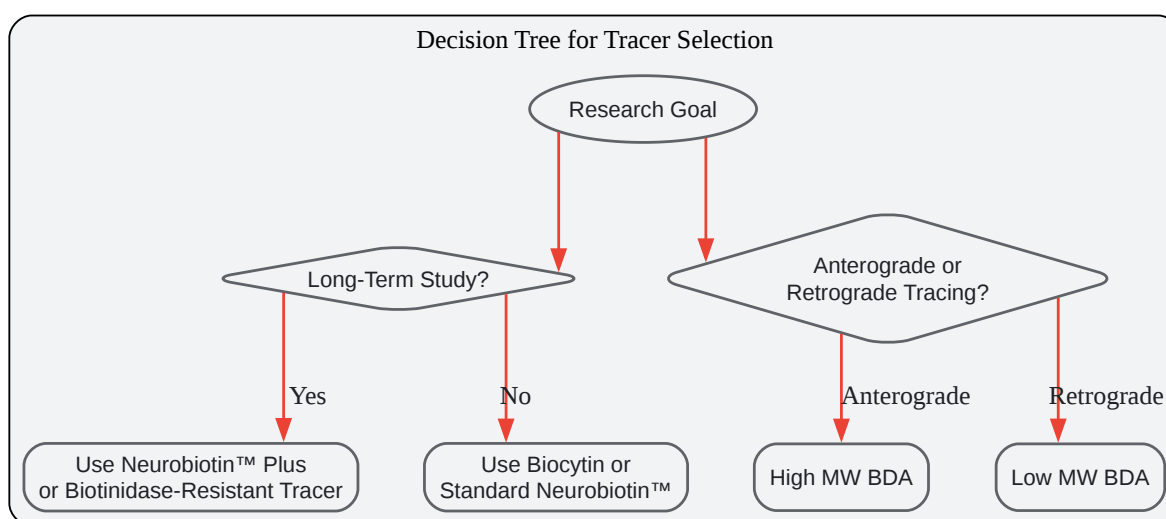 Decision Tree for Tracer Selection
Research Goal
Long-Term Study?
Anterograde or
Retrograde Tracing?
Yes
No
Anterograde
Retrograde
Use Neurobiotin™ Plus
or Biotinidase-Resistant Tracer
Use Biocytin or
Standard Neurobiotin™
High MW BDA
Low MW BDA